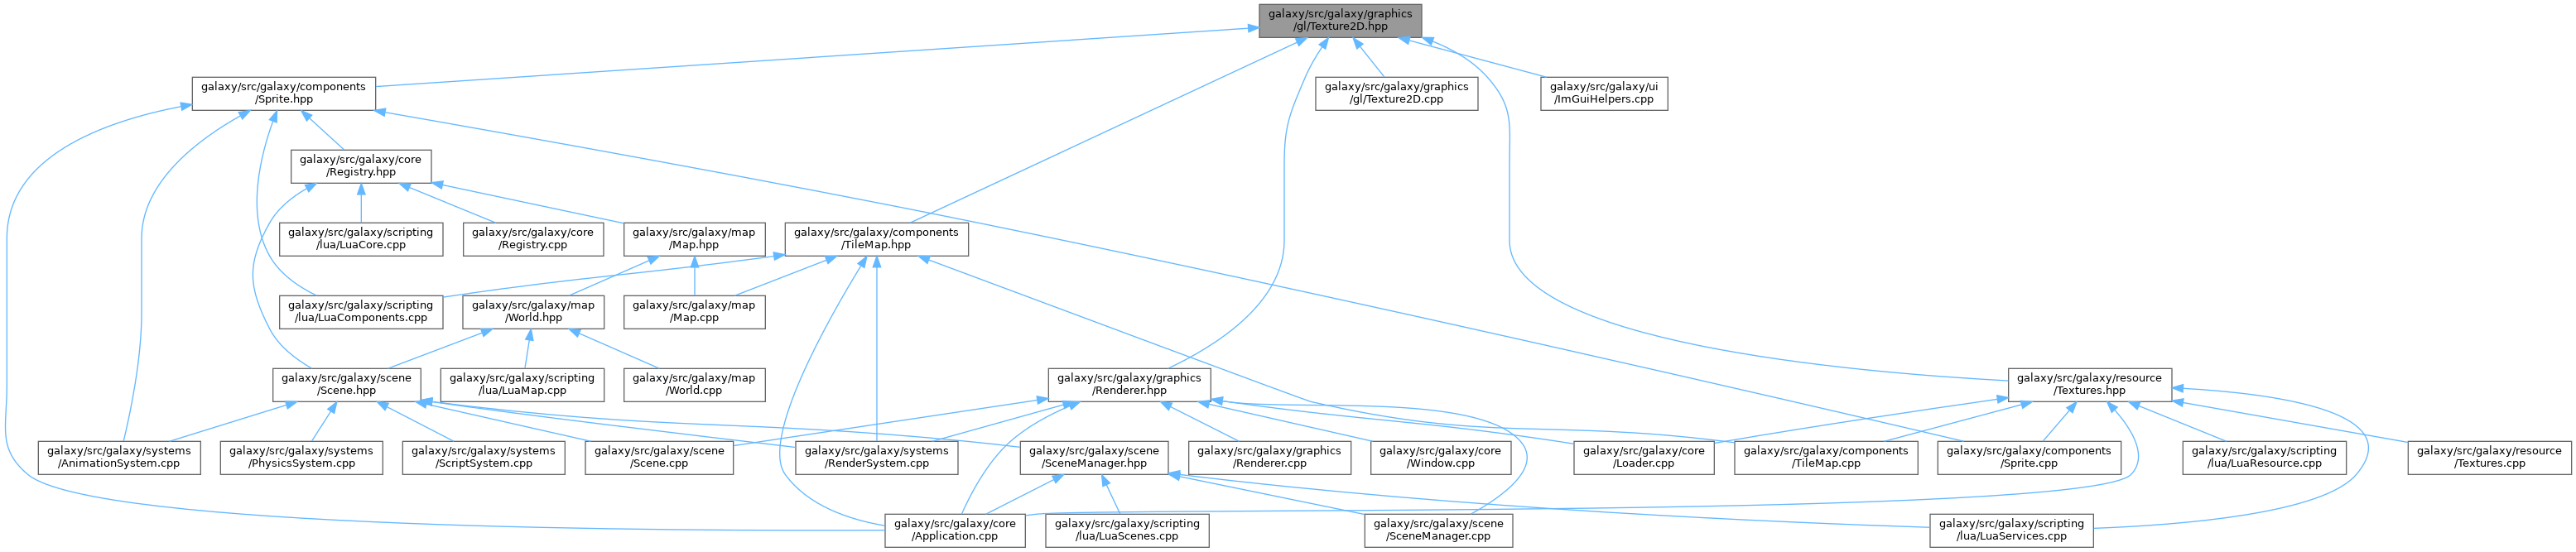 galaxy/src/galaxy/graphics
/gl/Texture2D.hpp
galaxy/src/galaxy/components
/Sprite.hpp
galaxy/src/galaxy/graphics
/gl/Texture2D.cpp
galaxy/src/galaxy/ui
/ImGuiHelpers.cpp
galaxy/src/galaxy/core
/Registry.hpp
galaxy/src/galaxy/scripting
/lua/LuaCore.cpp
galaxy/src/galaxy/core
/Registry.cpp
galaxy/src/galaxy/map
/Map.hpp
galaxy/src/galaxy/components
/TileMap.hpp
galaxy/src/galaxy/scripting
/lua/LuaComponents.cpp
galaxy/src/galaxy/map
/World.hpp
galaxy/src/galaxy/map
/Map.cpp
galaxy/src/galaxy/scene
/Scene.hpp
galaxy/src/galaxy/scripting
/lua/LuaMap.cpp
galaxy/src/galaxy/map
/World.cpp
galaxy/src/galaxy/graphics
/Renderer.hpp
galaxy/src/galaxy/resource
/Textures.hpp
galaxy/src/galaxy/systems
/AnimationSystem.cpp
galaxy/src/galaxy/systems
/PhysicsSystem.cpp
galaxy/src/galaxy/systems
/ScriptSystem.cpp
galaxy/src/galaxy/scene
/Scene.cpp
galaxy/src/galaxy/systems
/RenderSystem.cpp
galaxy/src/galaxy/scene
/SceneManager.hpp
galaxy/src/galaxy/graphics
/Renderer.cpp
galaxy/src/galaxy/core
/Window.cpp
galaxy/src/galaxy/core
/Loader.cpp
galaxy/src/galaxy/components
/TileMap.cpp
galaxy/src/galaxy/components
/Sprite.cpp
galaxy/src/galaxy/scripting
/lua/LuaResource.cpp
galaxy/src/galaxy/resource
/Textures.cpp
galaxy/src/galaxy/core
/Application.cpp
galaxy/src/galaxy/scripting
/lua/LuaScenes.cpp
galaxy/src/galaxy/scene
/SceneManager.cpp
galaxy/src/galaxy/scripting
/lua/LuaServices.cpp